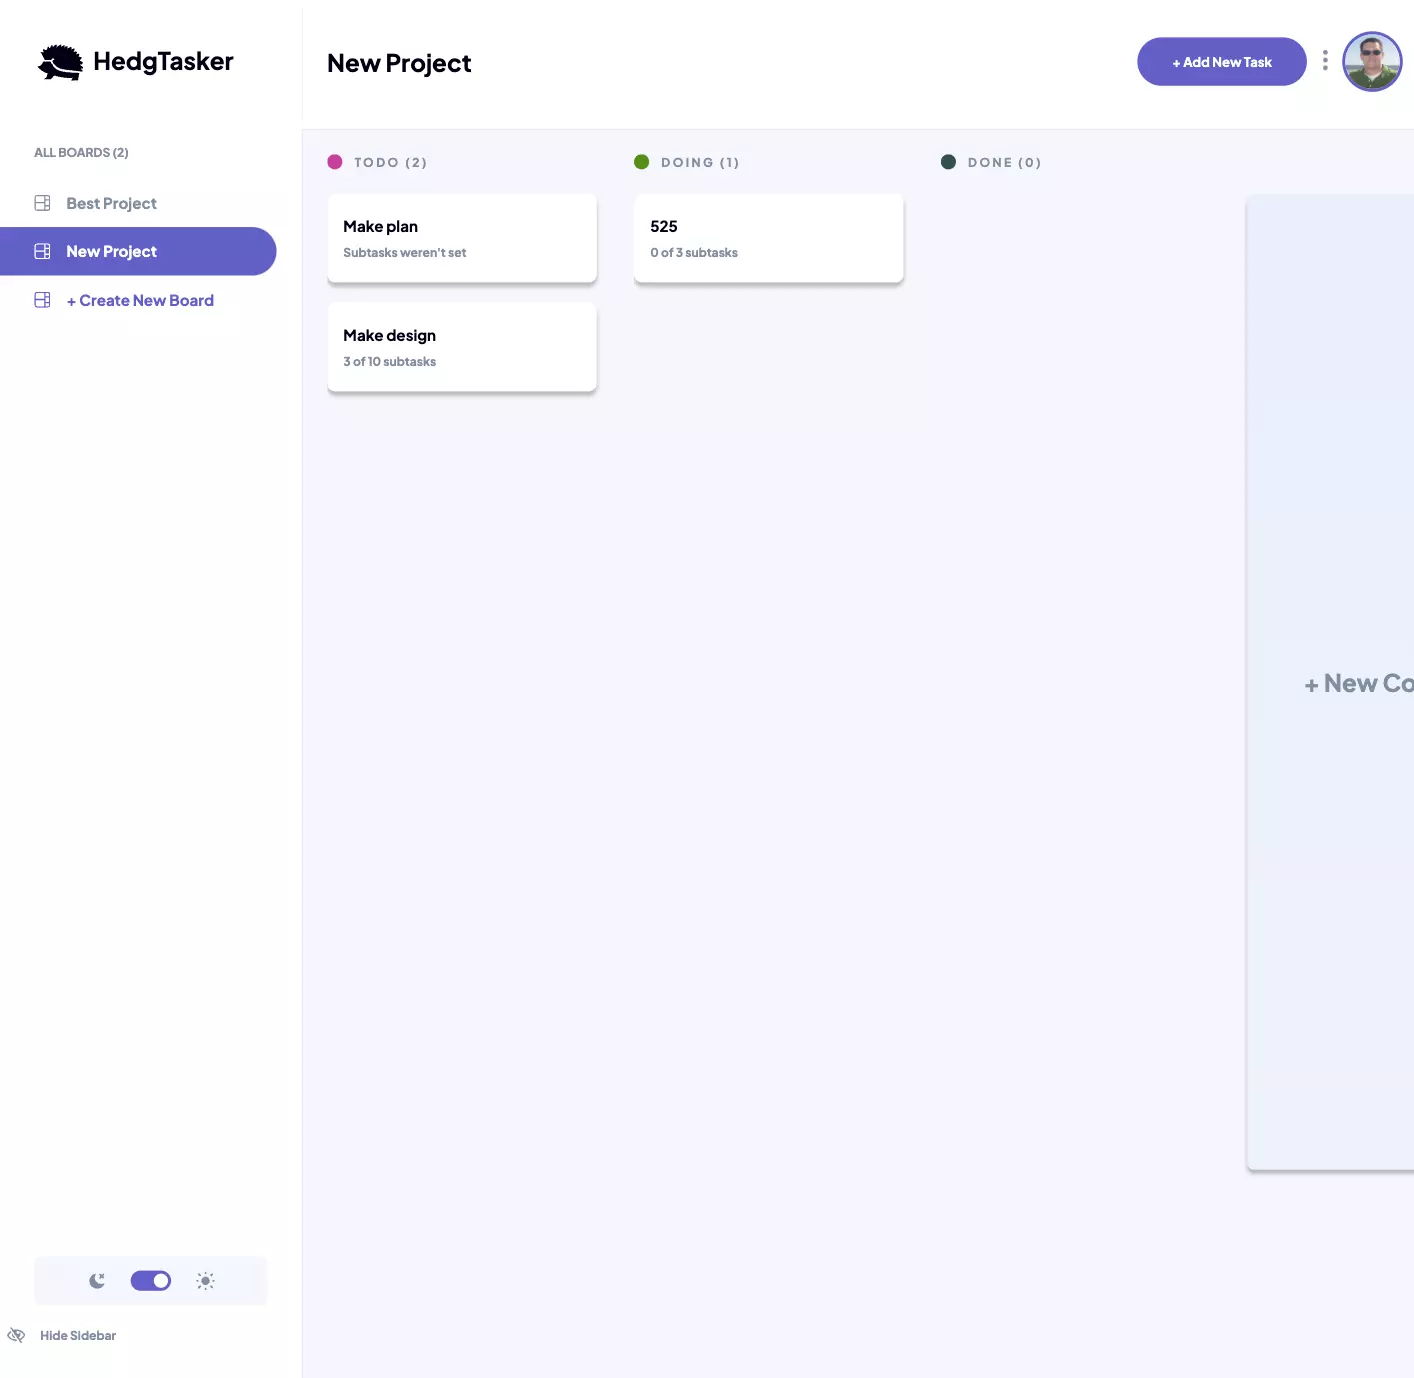 HedgTasker
New Project
+ Add New Task
ALL BOARDS (2)
Best Project
New Project
+ Create New Board
TODO (2)
Make plan
Subtasks weren't set
Make design
3 of 10 subtasks
DOING (1)
525
0 of 3 subtasks
DONE (0)
+ New Co
Hide Sidebar